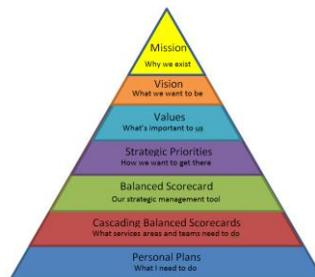 Mission
Why we exist
Vision
What we want to be
Values
What's important to us
Strategic Priorities
How we want to get there
Balanced Scorecard
Our strategic management tool
Cascading Balanced Scorecards
What services areas and teams need to do
Personal Plans
What I need to do